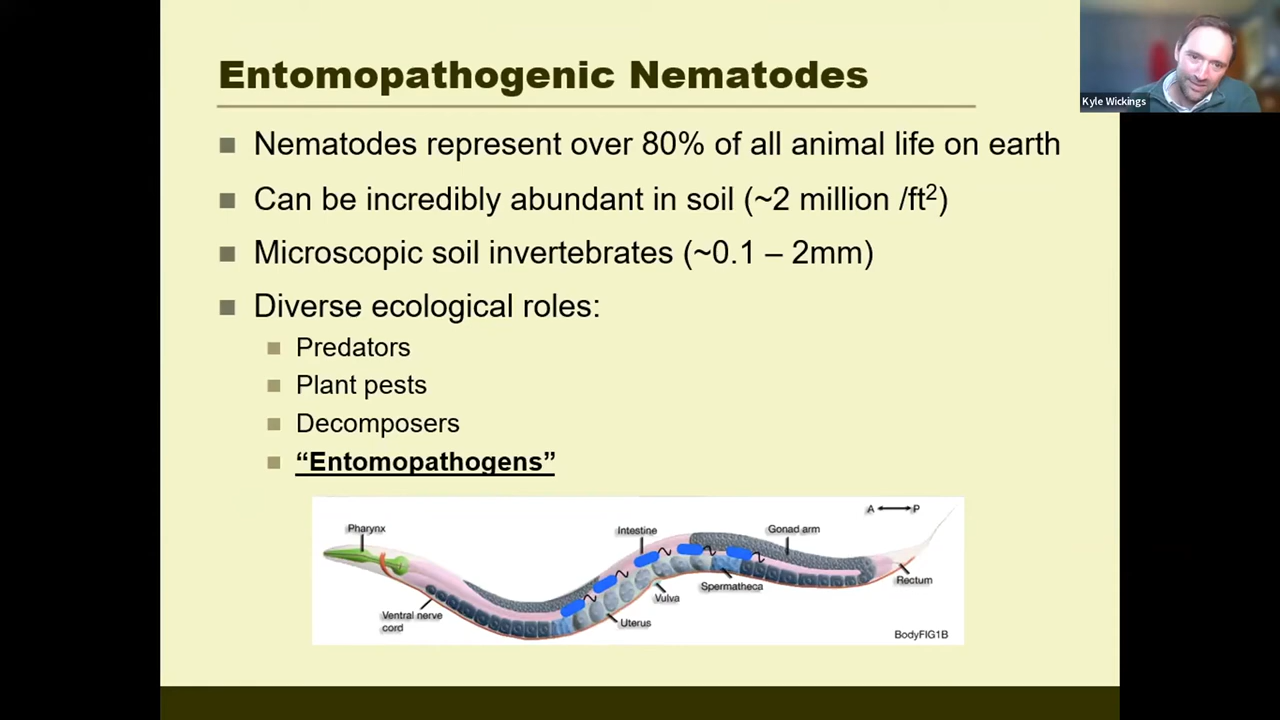 Entomopathogenic Nematodes
Kyle Wickings
Nematodes represent over 80% of all animal life on earth
Can be incredibly abundant in soil (~2 million /ft²)
Microscopic soil invertebrates (~0.1 – 2mm)
Diverse ecological roles:
Predators
Plant pests
Decomposers
“Entomopathogens”
A P
Pharynx
Intestine
Gonad arm
Rectum
Spermatheca
Vulva
Ventral nerve
cord
Uterus
BodyFIG1B